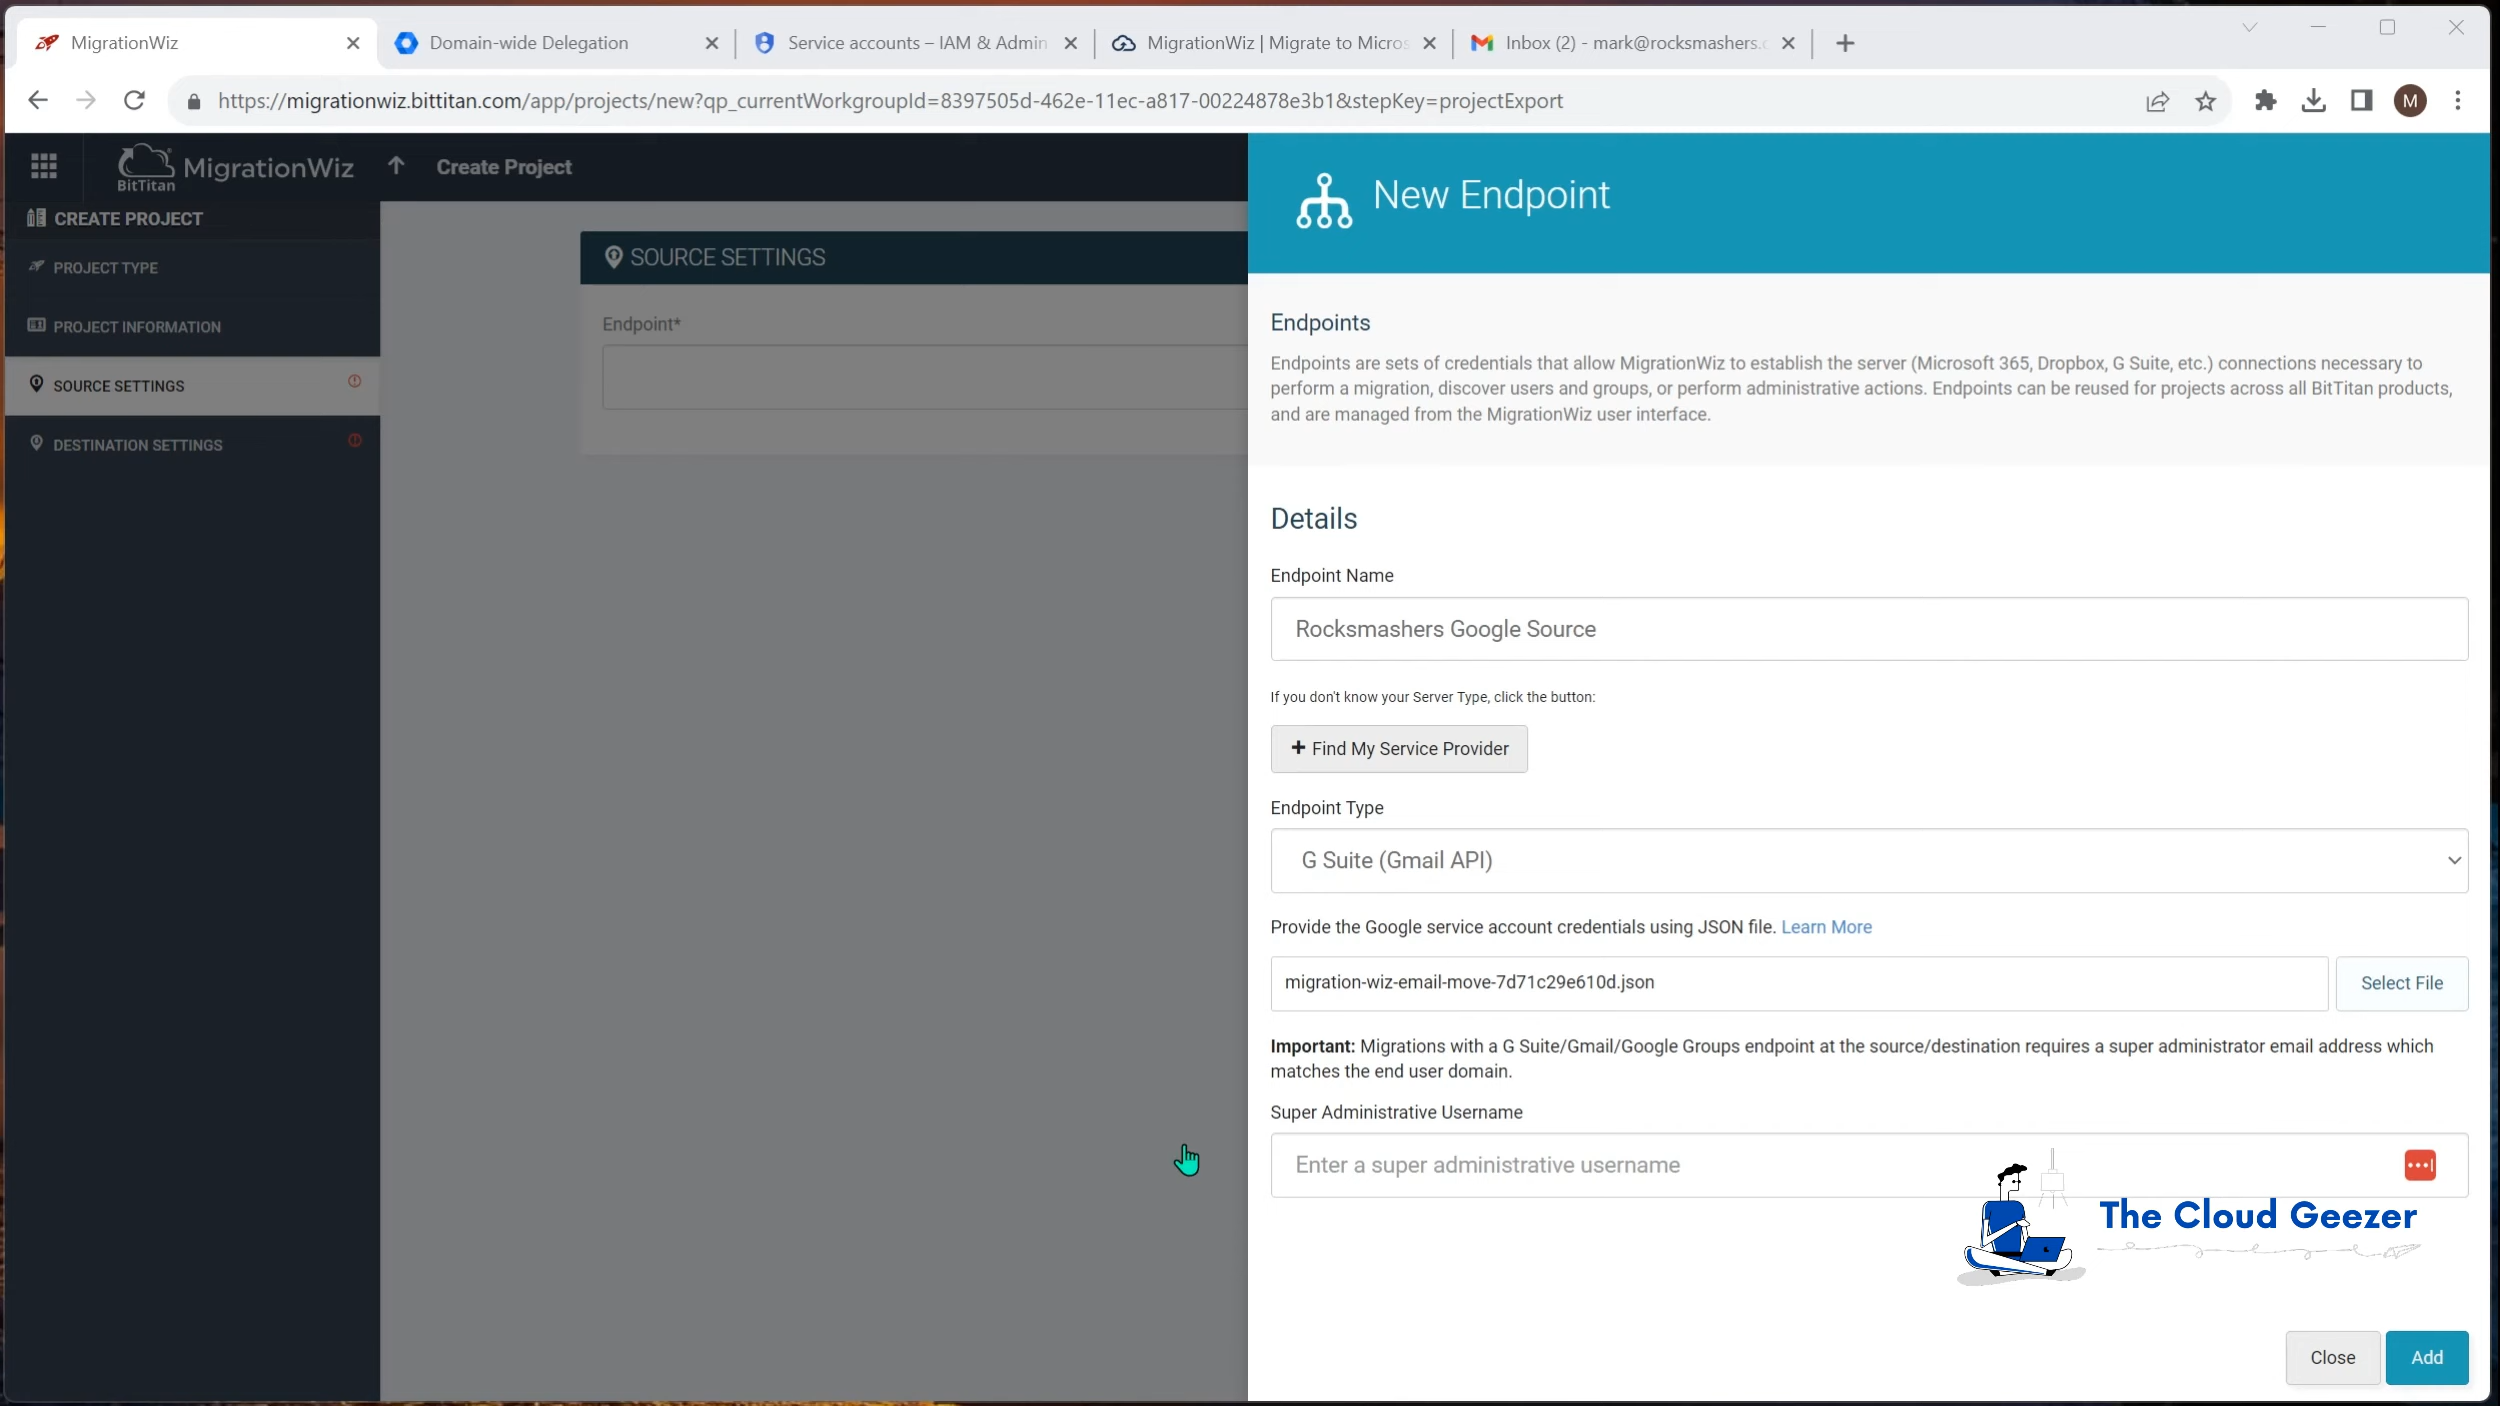 MigrationWiz
Domain-wide Delegation
Service accounts – IAM & Admin
MigrationWiz | Migrate to Micros
Inbox (2) - mark@rocksmashers.
https://migrationwiz.bittitan.com/app/projects/new?qp_currentWorkgroupId=8397505d-462e-11ec-a817-00224878e3b1&stepKey=projectExport
M
BitTitan
MigrationWiz
Create Project
CREATE PROJECT
PROJECT TYPE
PROJECT INFORMATION
SOURCE SETTINGS
DESTINATION SETTINGS
SOURCE SETTINGS
Endpoint*
New Endpoint
Endpoints
Endpoints are sets of credentials that allow MigrationWiz to establish the server (Microsoft 365, Dropbox, G Suite, etc.) connections necessary to
perform a migration, discover users and groups, or perform administrative actions. Endpoints can be reused for projects across all BitTitan products,
and are managed from the MigrationWiz user interface.
Details
Endpoint Name
Rocksmashers Google Source
If you don't know your Server Type, click the button:
Find My Service Provider
Endpoint Type
G Suite (Gmail API)
Provide the Google service account credentials using JSON file. Learn More
migration-wiz-email-move-7d71c29e610d.json
Select File
Important: Migrations with a G Suite/Gmail/Google Groups endpoint at the source/destination requires a super administrator email address which
matches the end user domain.
Super Administrative Username
Enter a super administrative username
The Cloud Geezer
Close
Add